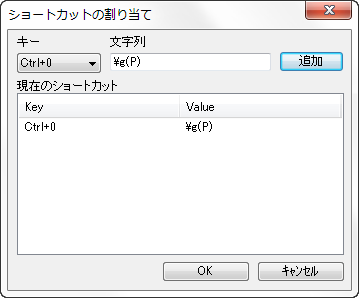 ショートカットの割り当て
キー 文字列
Ctrl+0 ¥g(P) 追加
現在のショートカット
Key Value
Ctrl+0 ¥g(P)
OK キャンセル